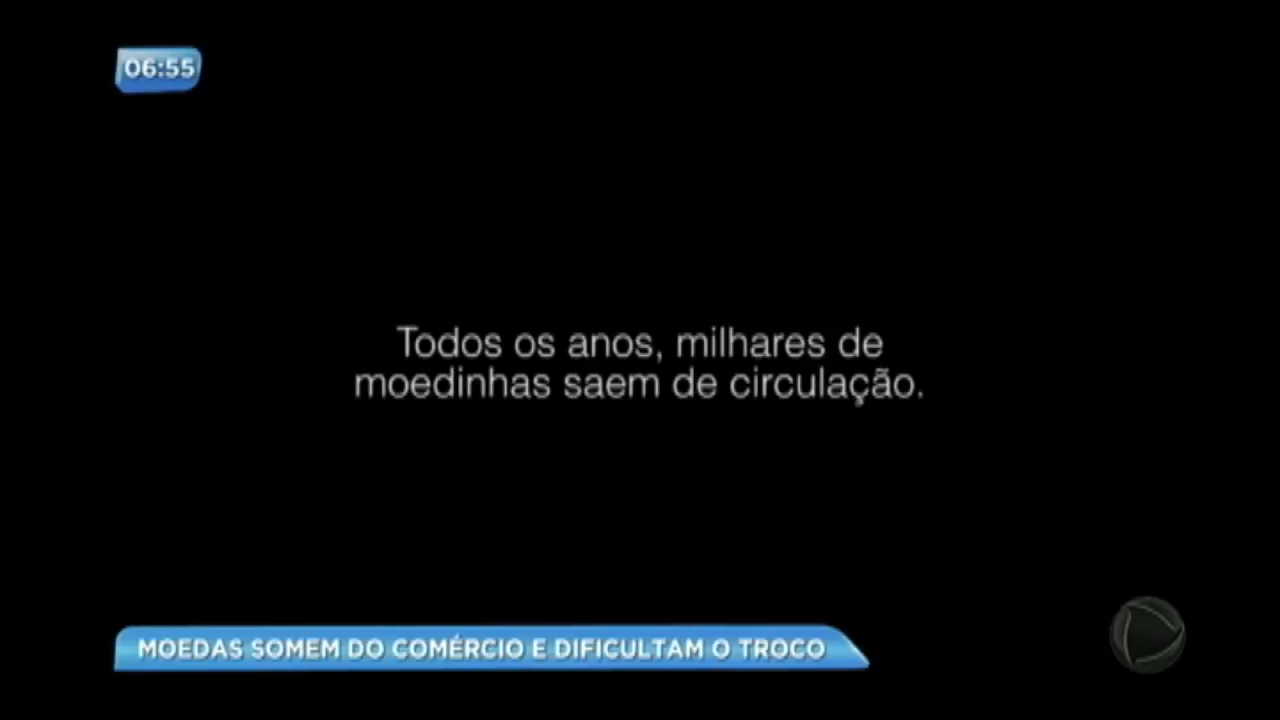 06:55
Todos os anos, milhares de
moedinhas saem de circulação.
MOEDAS SOMEM DO COMÉRCIO E DIFICULTAM O TROCO